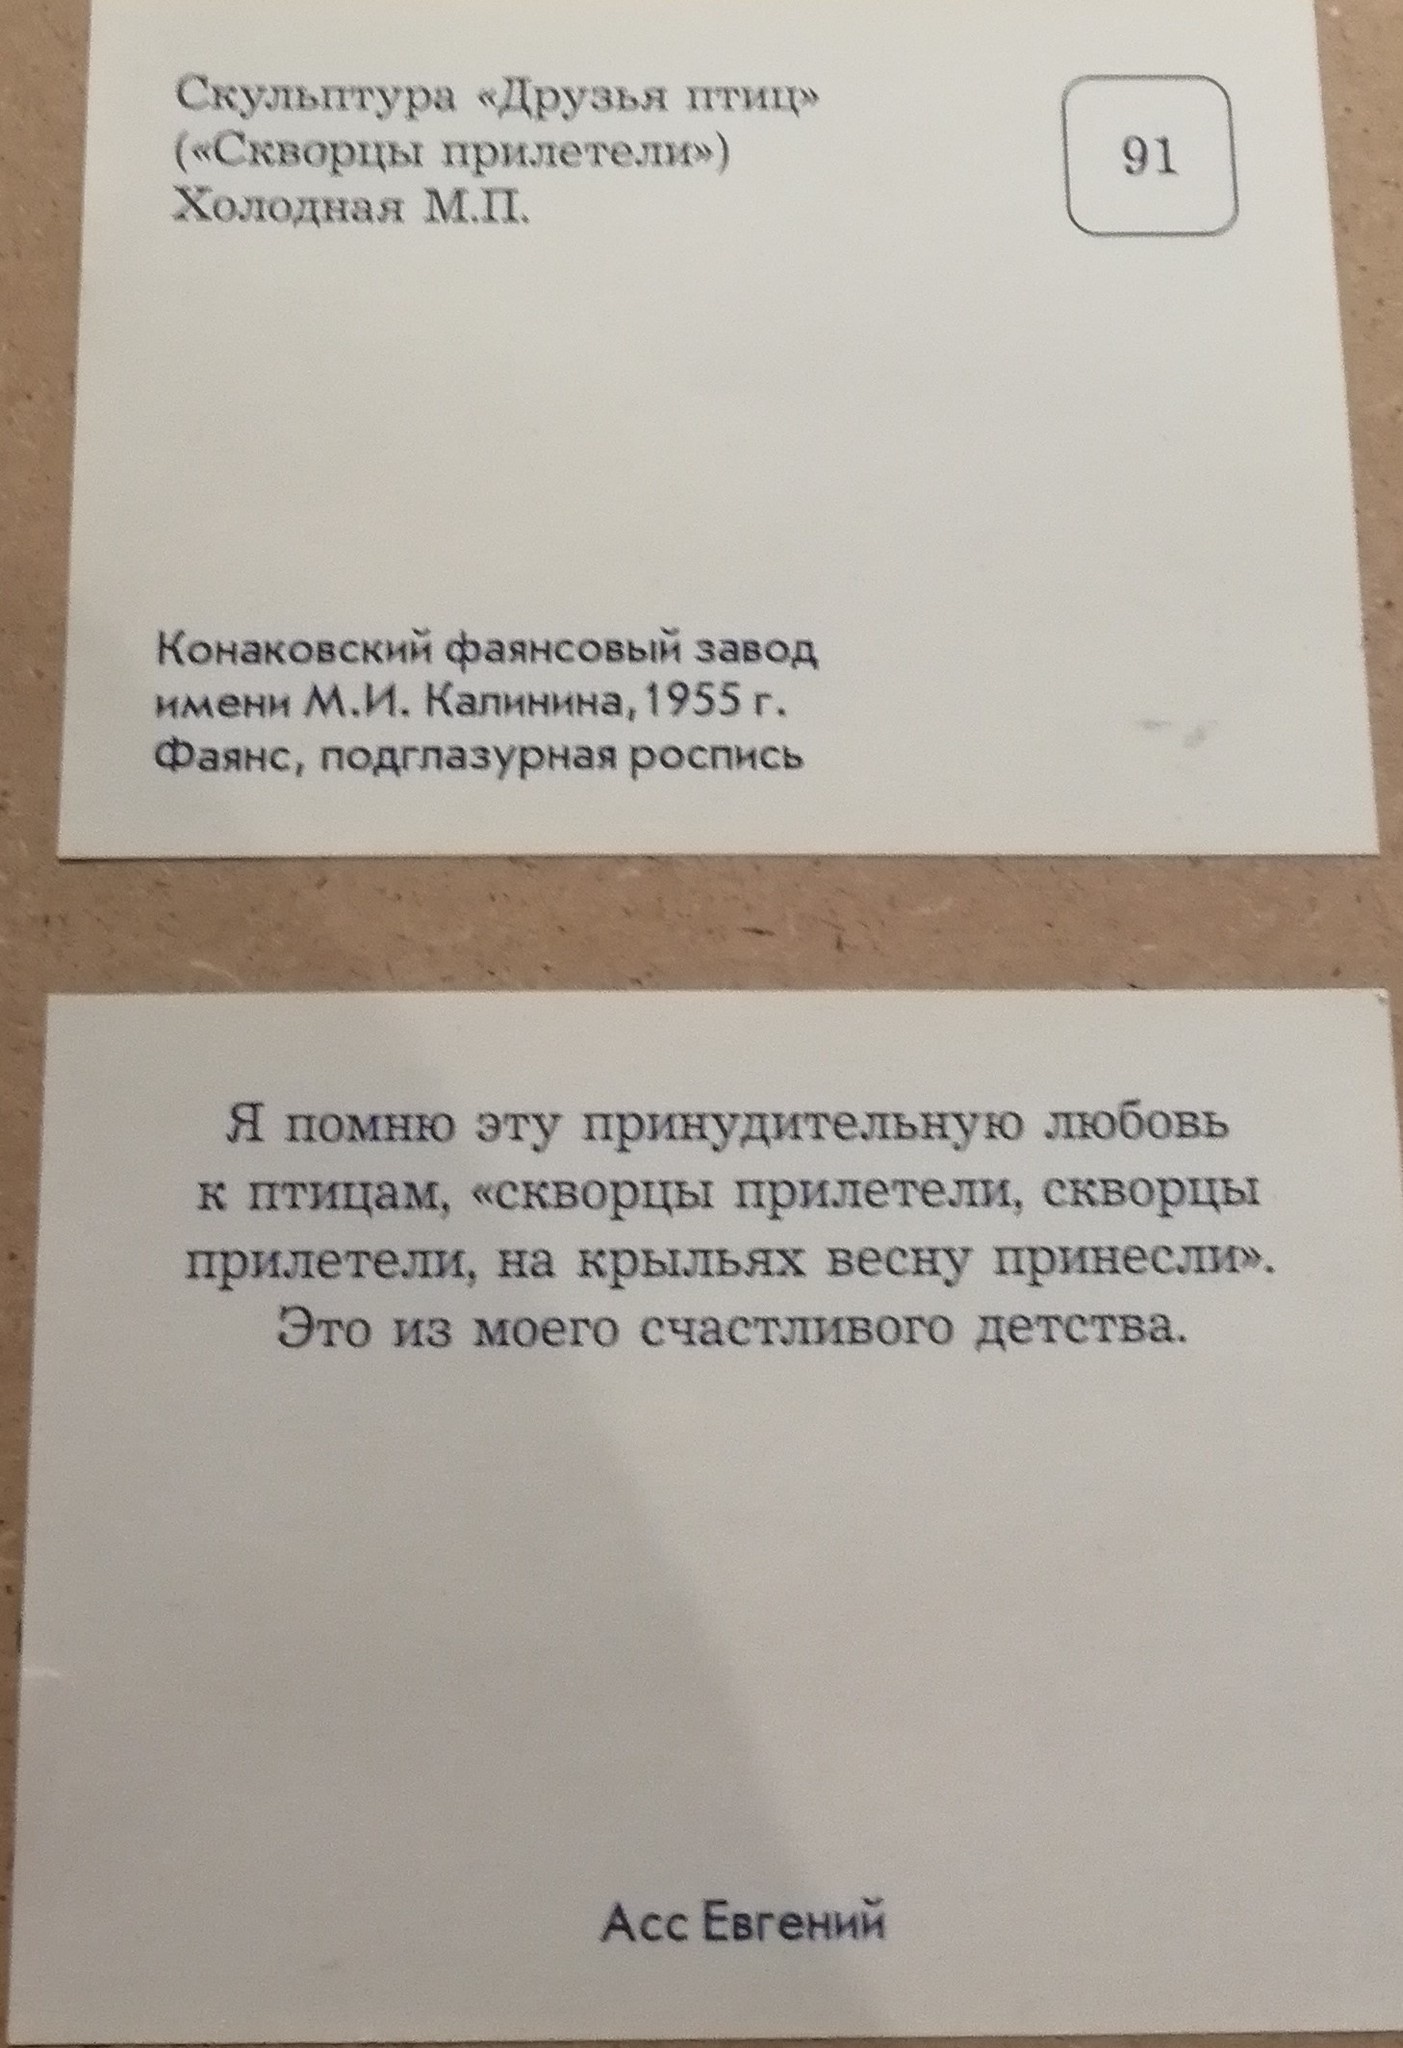 Скульптура «Друзья птиц»
91
(«Скворцы прилетели»)
Холодная М.П.
Конаковский фаянсовый завод
имени М.И. Калинина, 1955 г.
Фаянс, подглазурная роспись
Я помню эту принудительную любовь
к птицам, «скворцы прилетели, скворцы
прилетели, на крыльях весну принесли».
Это из моего счастливого детства.
Асс Евгений